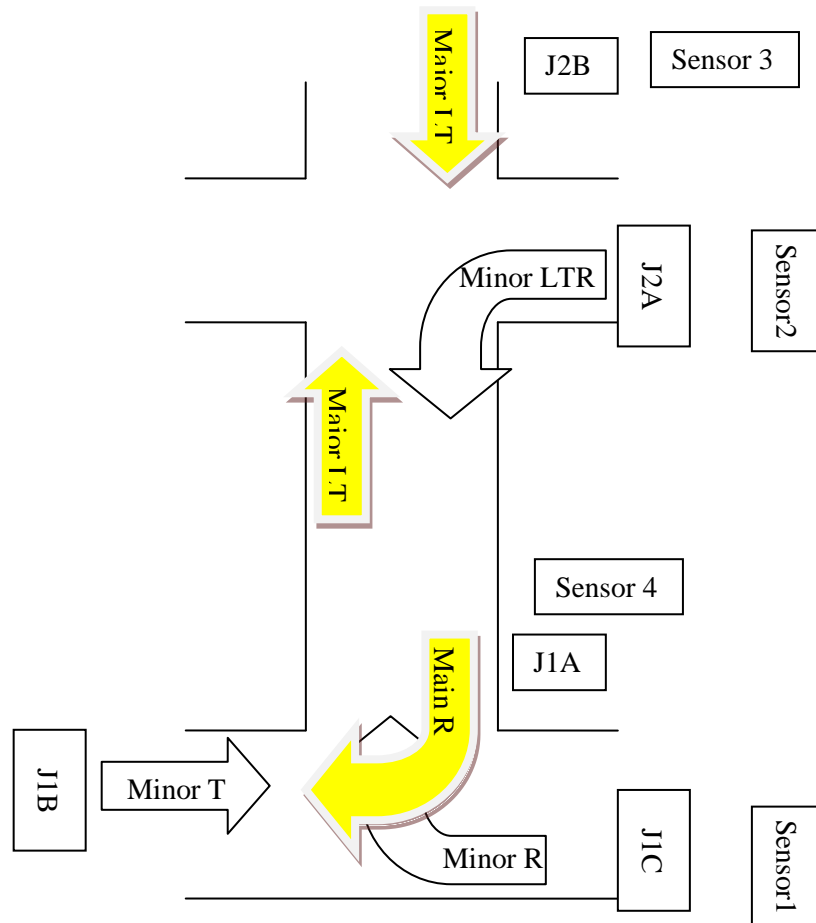 J2B
Sensor 3
Major LT
Minor LTR
J2A
Sensor2
Major LT
Sensor 4
J1A
Main R
J1B
Minor T
Minor R
J1C
Sensor1